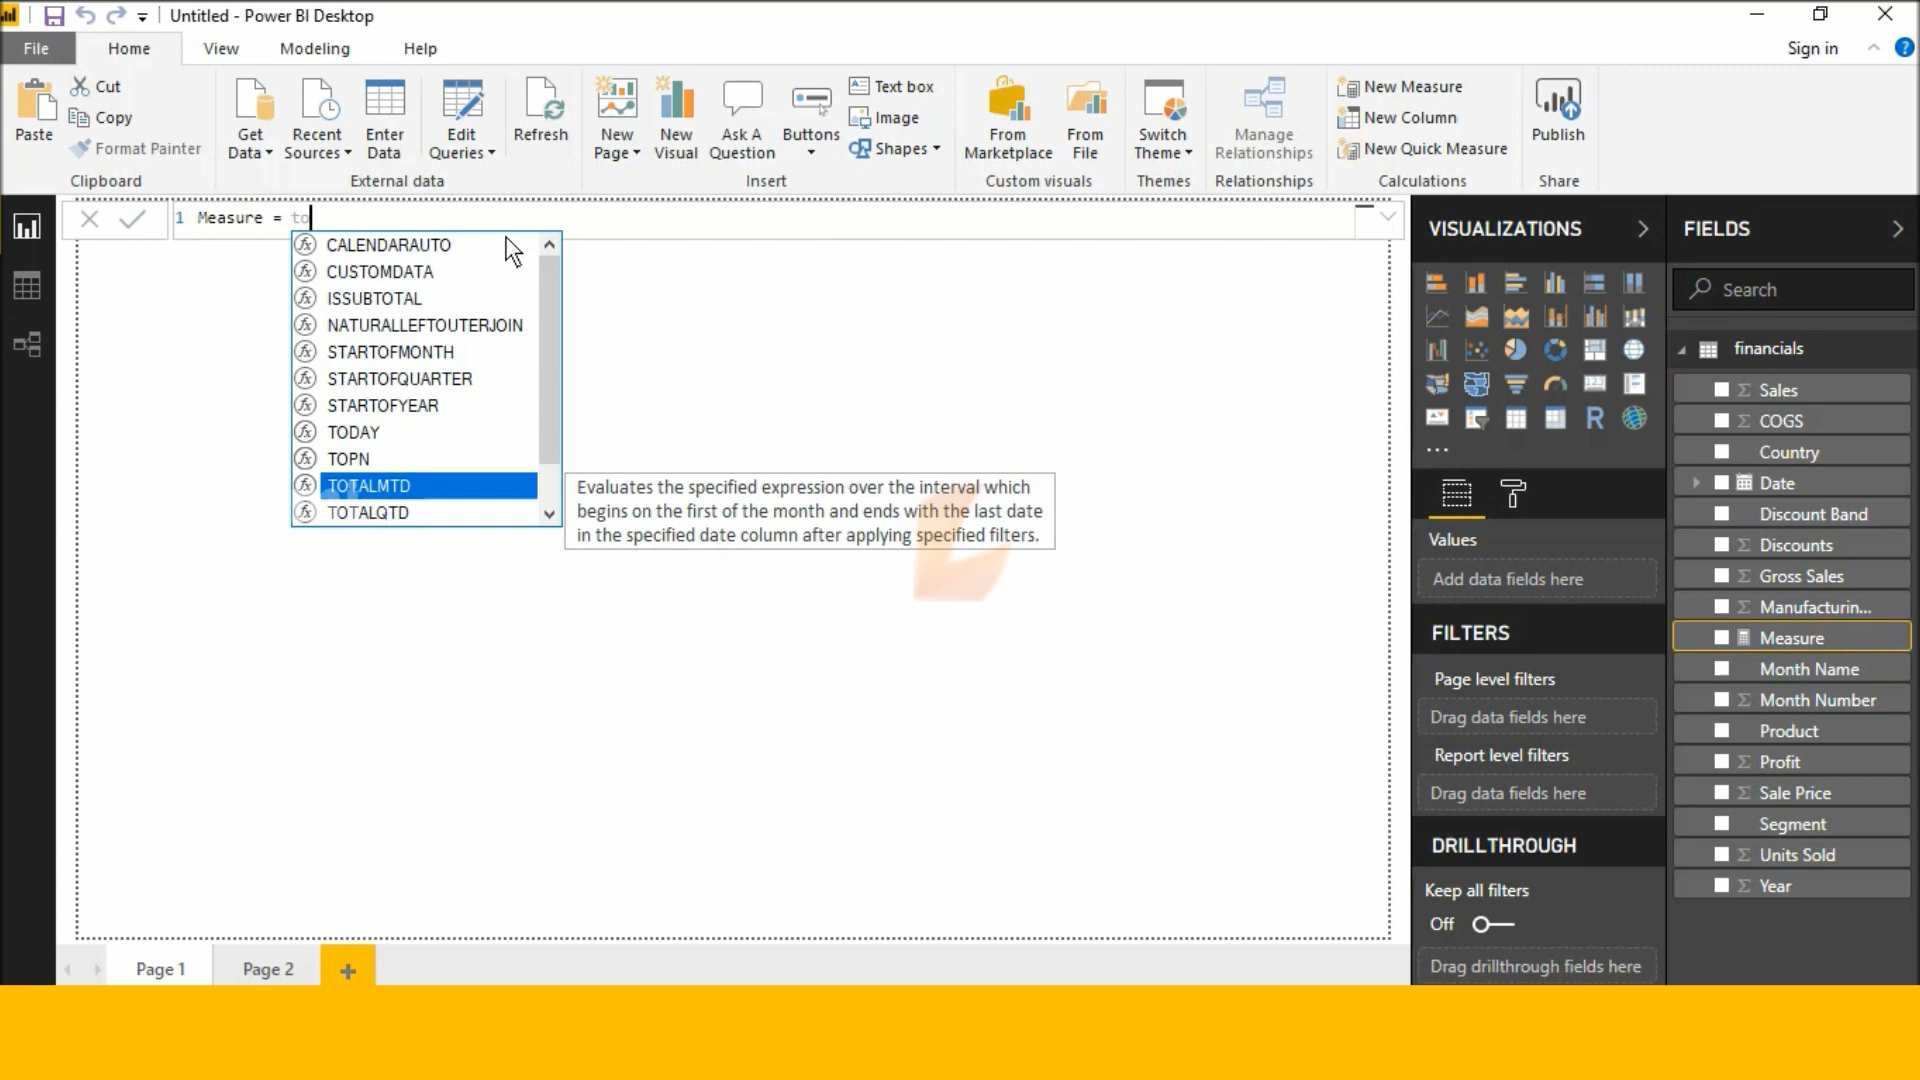 Untitled - Power BI Desktop
File Home View Modeling Help Sign in ?
Paste
Cut
Copy
Format Painter
Clipboard
Get Data
Recent Sources
Enter Data
Edit Queries
Refresh
External data
New Page
New Visual
Ask A Question
Buttons
Text box
Image
Shapes
Insert
From Marketplace
From File
Custom visuals
Switch Theme
Themes
Manage Relationships
Relationships
New Measure
New Column
New Quick Measure
Calculations
Publish
Share
1 Measure = to
CALENDARAUTO
CUSTOMDATA
ISSUBTOTAL
NATURALLEFTOUTERJOIN
STARTOFMONTH
STARTOFQUARTER
STARTOFYEAR
TODAY
TOPN
TOTALMTD
TOTALQTD
Evaluates the specified expression over the interval which
begins on the first of the month and ends with the last date
in the specified date column after applying specified filters.
VISUALIZATIONS
R
Values
Add data fields here
FILTERS
Page level filters
Drag data fields here
Report level filters
Drag data fields here
DRILLTHROUGH
Keep all filters
Off
Drag drillthrough fields here
FIELDS
Search
financials
Sales
COGS
Country
Date
Discount Band
Discounts
Gross Sales
Manufacturin...
Measure
Month Name
Month Number
Product
Profit
Sale Price
Segment
Units Sold
Year
Page 1 Page 2